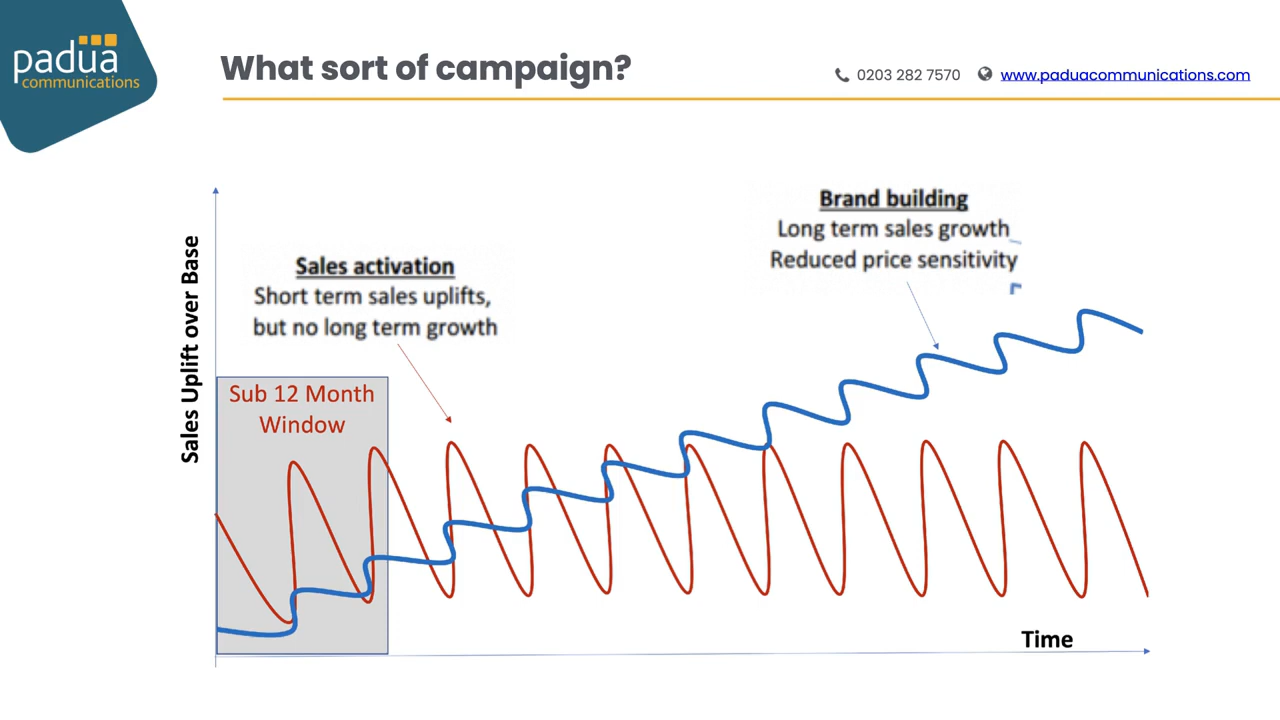 padua
communications
What sort of campaign?
0203 282 7570
www.paduacommunications.com
Brand building
Long term sales growth
Reduced price sensitivity
Sales activation
Short term sales uplifts,
but no long term growth
Sales Uplift over Base
Sub 12 Month
Window
Time